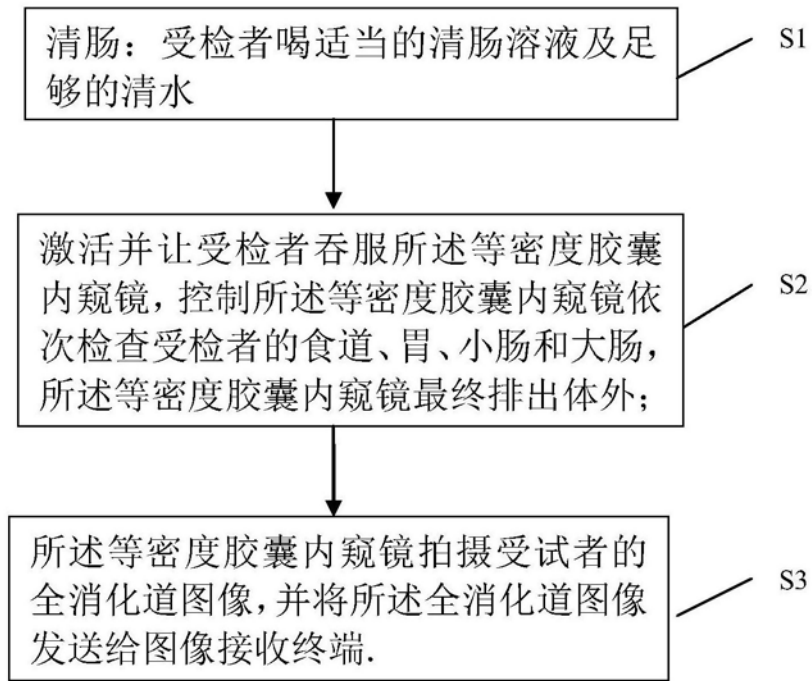 清肠：受检者喝适当的清肠溶液及足
够的清水
S1
激活并让受检者吞服所述等密度胶囊
内窥镜，控制所述等密度胶囊内窥镜依
次检查受检者的食道、胃、小肠和大肠，
所述等密度胶囊内窥镜最终排出体外；
S2
所述等密度胶囊内窥镜拍摄受试者的
全消化道图像，并将所述全消化道图像
发送给图像接收终端.
S3